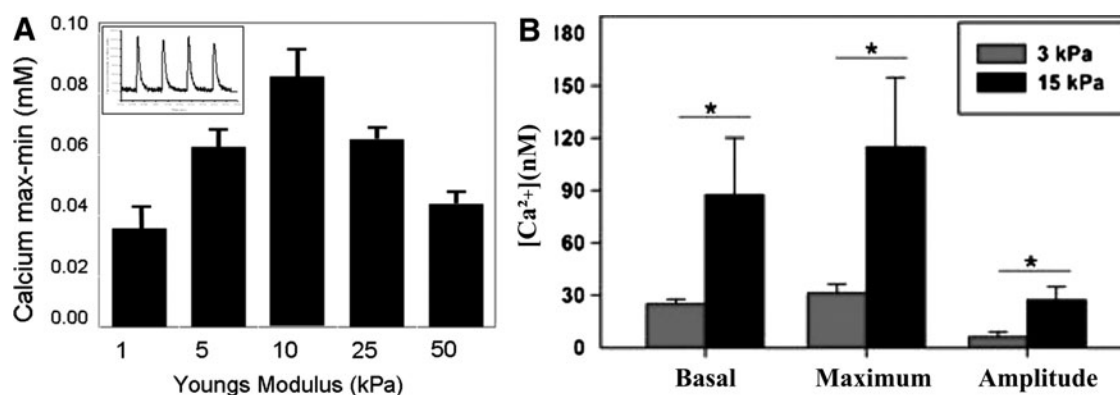 A
Calcium max-min (mM)
0.10
0.08
0.06
0.04
0.02
0.00
1 5 10 25 50
Youngs Modulus (kPa)
B
[Ca²⁺](nM)
180
150
120
90
60
30
0
* * *
3 kPa
15 kPa
Basal Maximum Amplitude